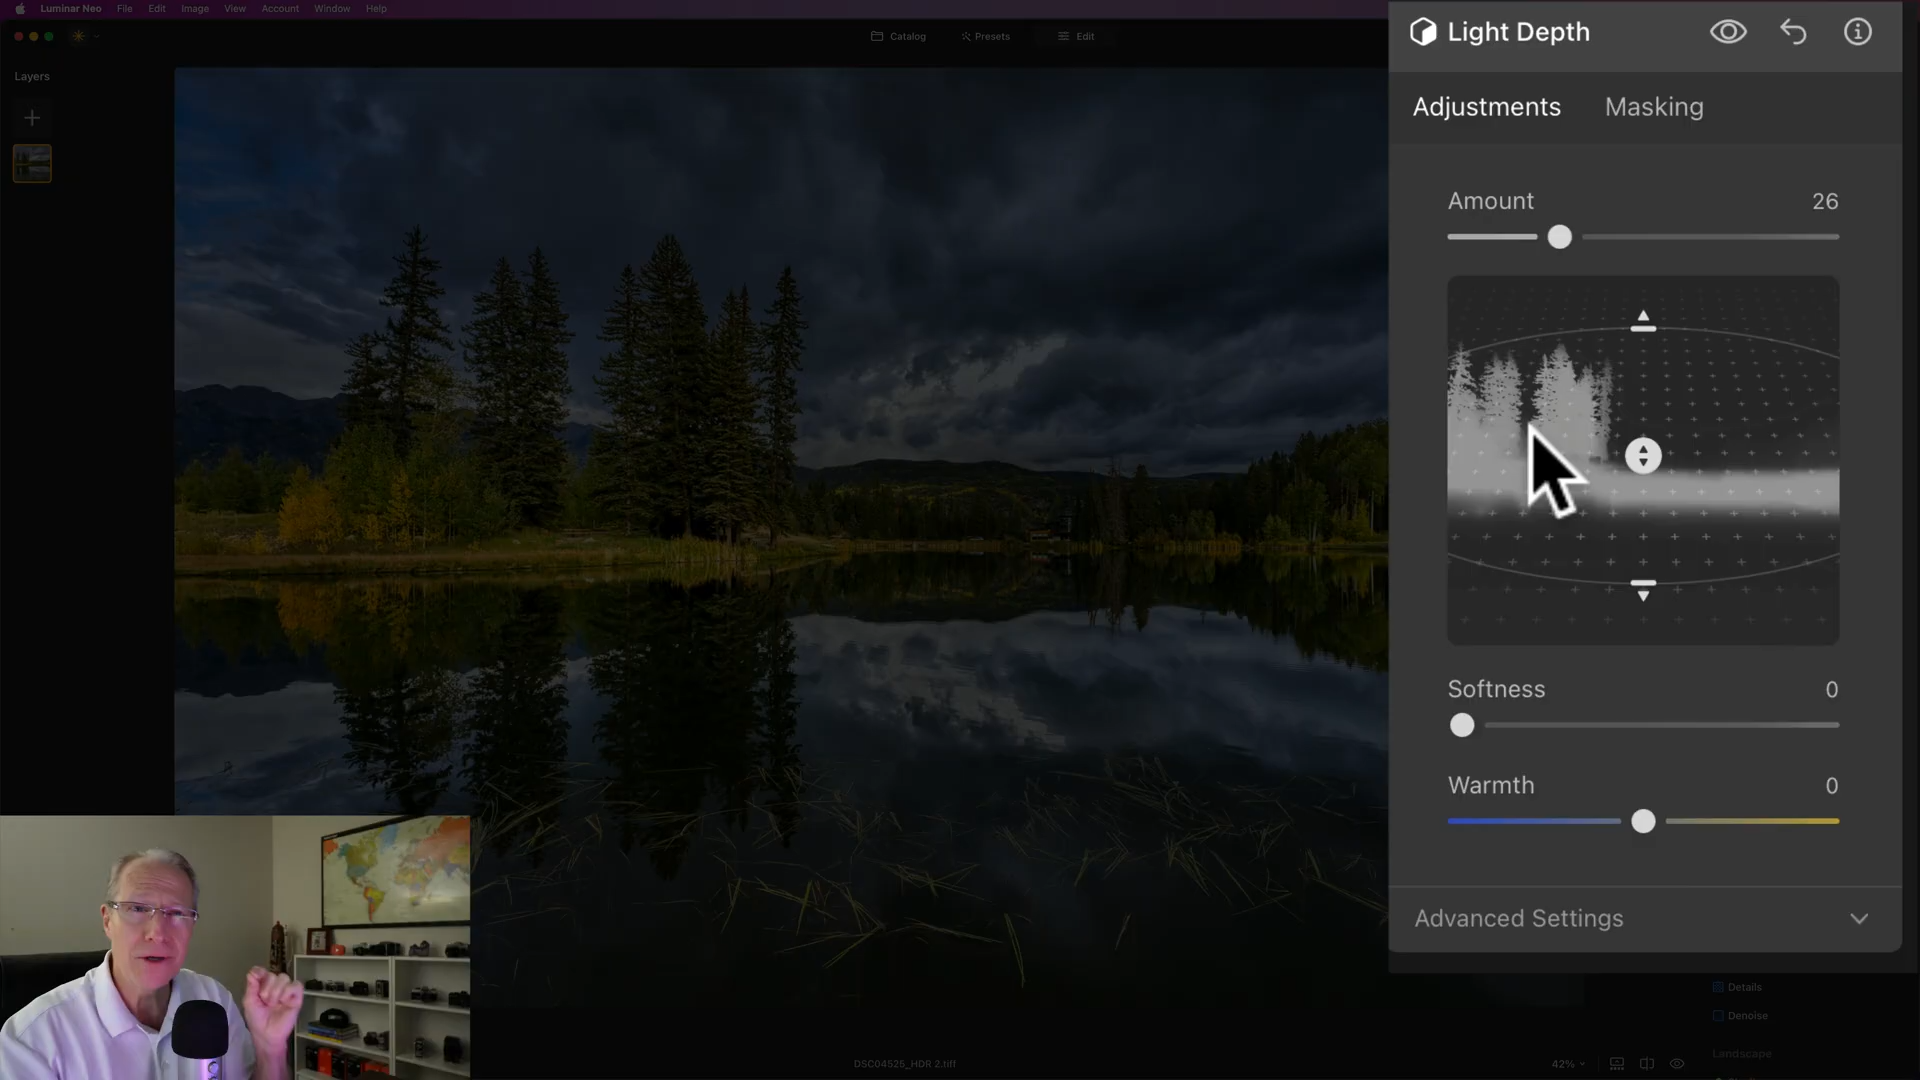 Luminar Neo File Edit Image View Account Window Help
Catalog Presets Edit
Layers
Light Depth
Adjustments Masking
Amount 26
Softness 0
Warmth 0
Advanced Settings
Details
Denoise
Landscape
DSC04525_HDR 2.tiff
42%